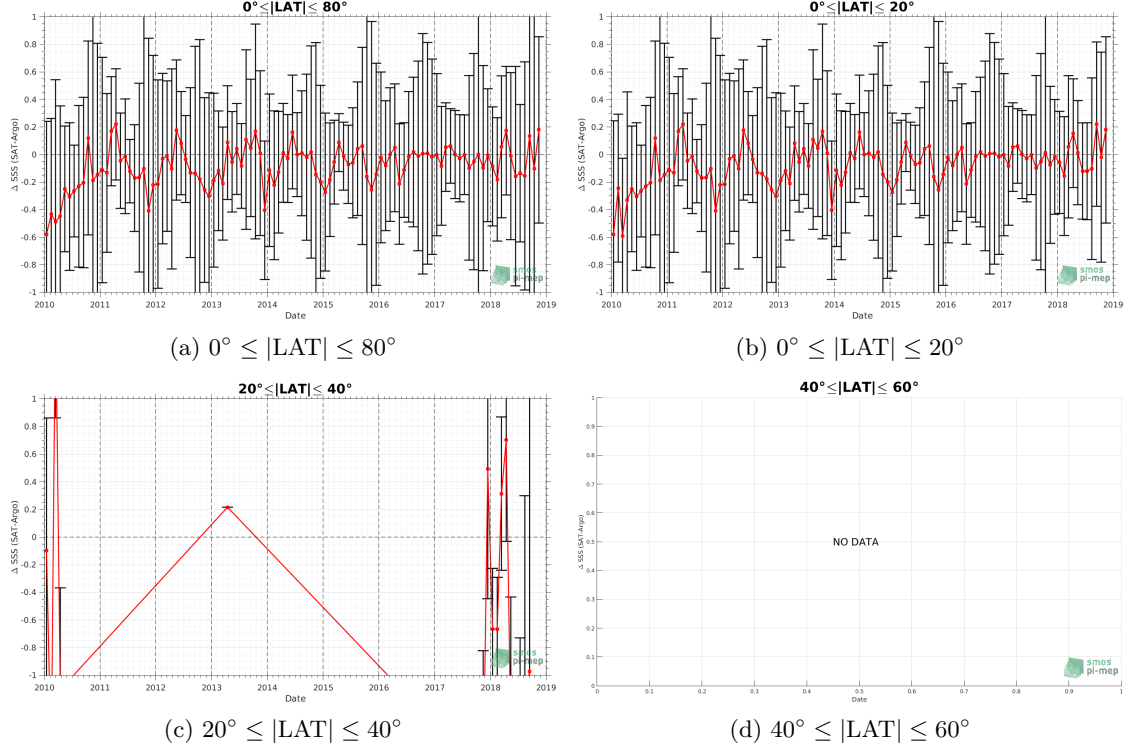 0°≤|LAT|≤ 80°
1
0.8
0.6
0.4
0.2
0
-0.2
-0.4
-0.6
-0.8
-1
Δ SSS (SAT-Argo)
2010 2011 2012 2013 2014 2015 2016 2017 2018 2019
Date
smos
pi-mep
(a) 0° ≤ |LAT| ≤ 80°
0°≤|LAT|≤ 20°
1
0.8
0.6
0.4
0.2
0
-0.2
-0.4
-0.6
-0.8
-1
Δ SSS (SAT-Argo)
2010 2011 2012 2013 2014 2015 2016 2017 2018 2019
Date
smos
pi-mep
(b) 0° ≤ |LAT| ≤ 20°
20°≤|LAT|≤ 40°
1
0.8
0.6
0.4
0.2
0
-0.2
-0.4
-0.6
-0.8
-1
Δ SSS (SAT-Argo)
2010 2011 2012 2013 2014 2015 2016 2017 2018 2019
Date
smos
pi-mep
(c) 20° ≤ |LAT| ≤ 40°
40°≤|LAT|≤ 60°
1
0.9
0.8
0.7
0.6
0.5
0.4
0.3
0.2
0.1
0
Δ SSS (SAT-Argo)
NO DATA
0 0.1 0.2 0.3 0.4 0.5 0.6 0.7 0.8 0.9 1
Date
smos
pi-mep
(d) 40° ≤ |LAT| ≤ 60°